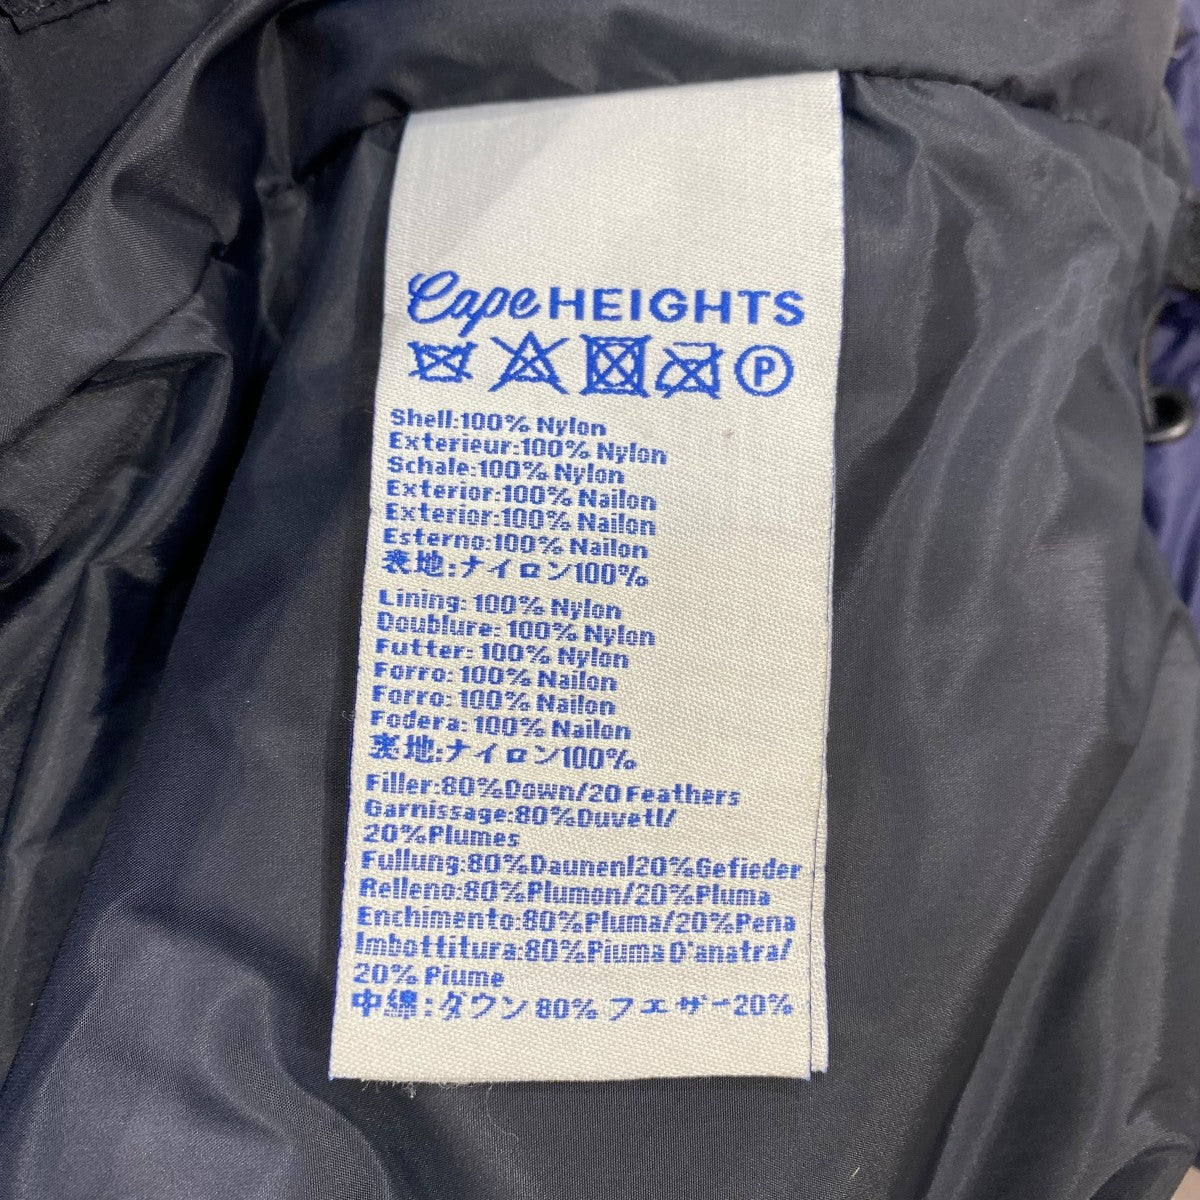 Cape HEIGHTS
P
Shell:100% Nylon
Exterieur:100% Nylon
Schale:100% Nylon
Exterior:100% Nailon
Exterior:100% Nailon
Esterno:100% Nailon
表地:ナイロン100%
Lining: 100% Nylon
Doublure: 100% Nylon
Futter: 100% Nylon
Forro: 100% Nailon
Forro: 100% Nailon
Fodera: 100% Nailon
裏地:ナイロン100%
Filler:80%Down/20 Feathers
Garnissage:80%Duvetl/
20%Plumes
Fullung:80%Daunen/20%Gefieder
Relleno:80%Plumon/20%Pluma
Enchimento:80%Pluma/20%Pena
Imbottitura:80%Piuma D'anatra/
20% Piume
中綿:ダウン 80% フェザー20%